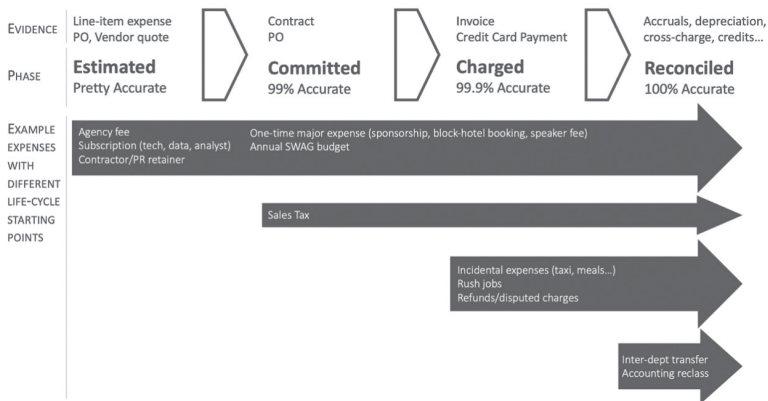 EVIDENCE
Line-item expense
PO, Vendor quote
Contract
PO
Invoice
Credit Card Payment
Accruals, depreciation,
cross-charge, credits...
PHASE
Estimated
Pretty Accurate
Committed
99% Accurate
Charged
99.9% Accurate
Reconciled
100% Accurate
EXAMPLE
EXPENSES
WITH
DIFFERENT
LIFE-CYCLE
STARTING
POINTS
Agency fee
Subscription (tech, data, analyst)
Contractor/PR retainer
One-time major expense (sponsorship, block-hotel booking, speaker fee)
Annual SWAG budget
Sales Tax
Incidental expenses (taxi, meals...)
Rush jobs
Refunds/disputed charges
Inter-dept transfer
Accounting reclass